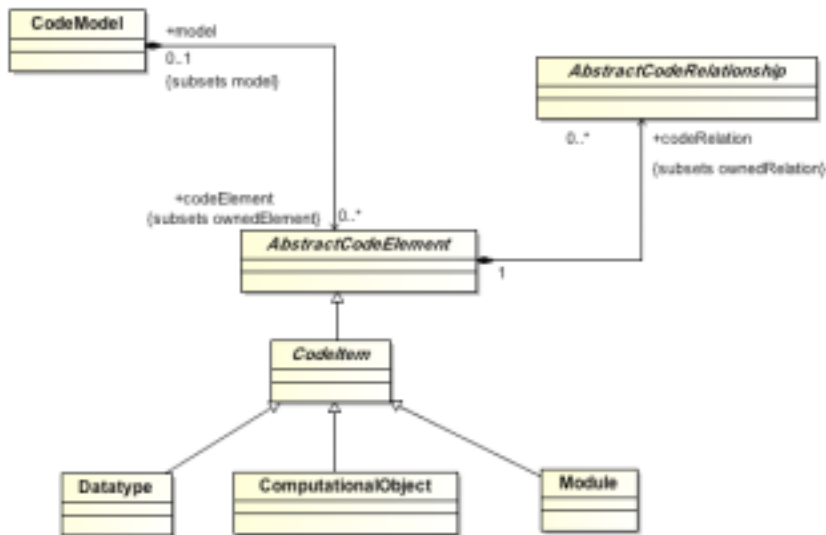 CodeModel
+model
0..1
{subsets model}
AbstractCodeRelationship
0..*
+codeRelation
{subsets ownedRelation}
+codeElement
{subsets ownedElement}
0..*
AbstractCodeElement
1
CodeItem
Datatype
ComputationalObject
Module